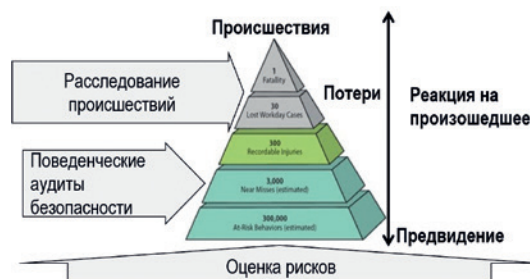 Происшествия
Расследование
происшествий
1
Fatallity
Потери
Реакция на
произошедшее
30
Lost Workday Cases
300
Recordable Injuries
Поведенческие
аудиты
безопасности
3,000
Near Misses (estimated)
300,000
At-Risk Behaviors (estimated)
Предвидение
Оценка рисков